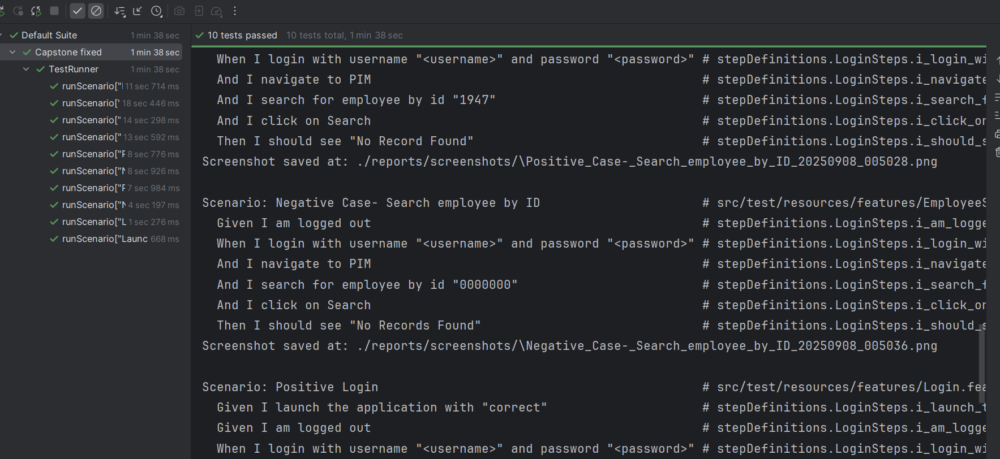 Default Suite 1 min 38 sec
Capstone fixed 1 min 38 sec
TestRunner 1 min 38 sec
runScenario[" 11 sec 714 ms
runScenario[' 18 sec 446 ms
runScenario[" 14 sec 298 ms
runScenario[" 13 sec 592 ms
runScenario["F 8 sec 776 ms
runScenario["N 8 sec 926 ms
runScenario["F 7 sec 984 ms
runScenario["N 4 sec 197 ms
runScenario["L 1 sec 276 ms
runScenario["Launc 668 ms
10 tests passed 10 tests total, 1 min 38 sec
When I login with username "<username>" and password "<password>" # stepDefinitions.LoginSteps.i_login_wi
And I navigate to PIM # stepDefinitions.LoginSteps.i_navigate
And I search for employee by id "1947" # stepDefinitions.LoginSteps.i_search_f
And I click on Search # stepDefinitions.LoginSteps.i_click_on
Then I should see "No Record Found" # stepDefinitions.LoginSteps.i_should_s
Screenshot saved at: ./reports/screenshots/\Positive_Case-_Search_employee_by_ID_20250908_005028.png
Scenario: Negative Case- Search employee by ID # src/test/resources/features/EmployeeS
Given I am logged out # stepDefinitions.LoginSteps.i_am_logge
When I login with username "<username>" and password "<password>" # stepDefinitions.LoginSteps.i_login_wi
And I navigate to PIM # stepDefinitions.LoginSteps.i_navigate
And I search for employee by id "0000000" # stepDefinitions.LoginSteps.i_search_f
And I click on Search # stepDefinitions.LoginSteps.i_click_on
Then I should see "No Records Found" # stepDefinitions.LoginSteps.i_should_s
Screenshot saved at: ./reports/screenshots/\Negative_Case-_Search_employee_by_ID_20250908_005036.png
Scenario: Positive Login # src/test/resources/features/Login.fea
Given I launch the application with "correct" # stepDefinitions.LoginSteps.i_launch_t
Given I am logged out # stepDefinitions.LoginSteps.i_am_logge
When I login with username "<username>" and password "<password>" # stepDefinitions.LoginSteps.i_login_wi